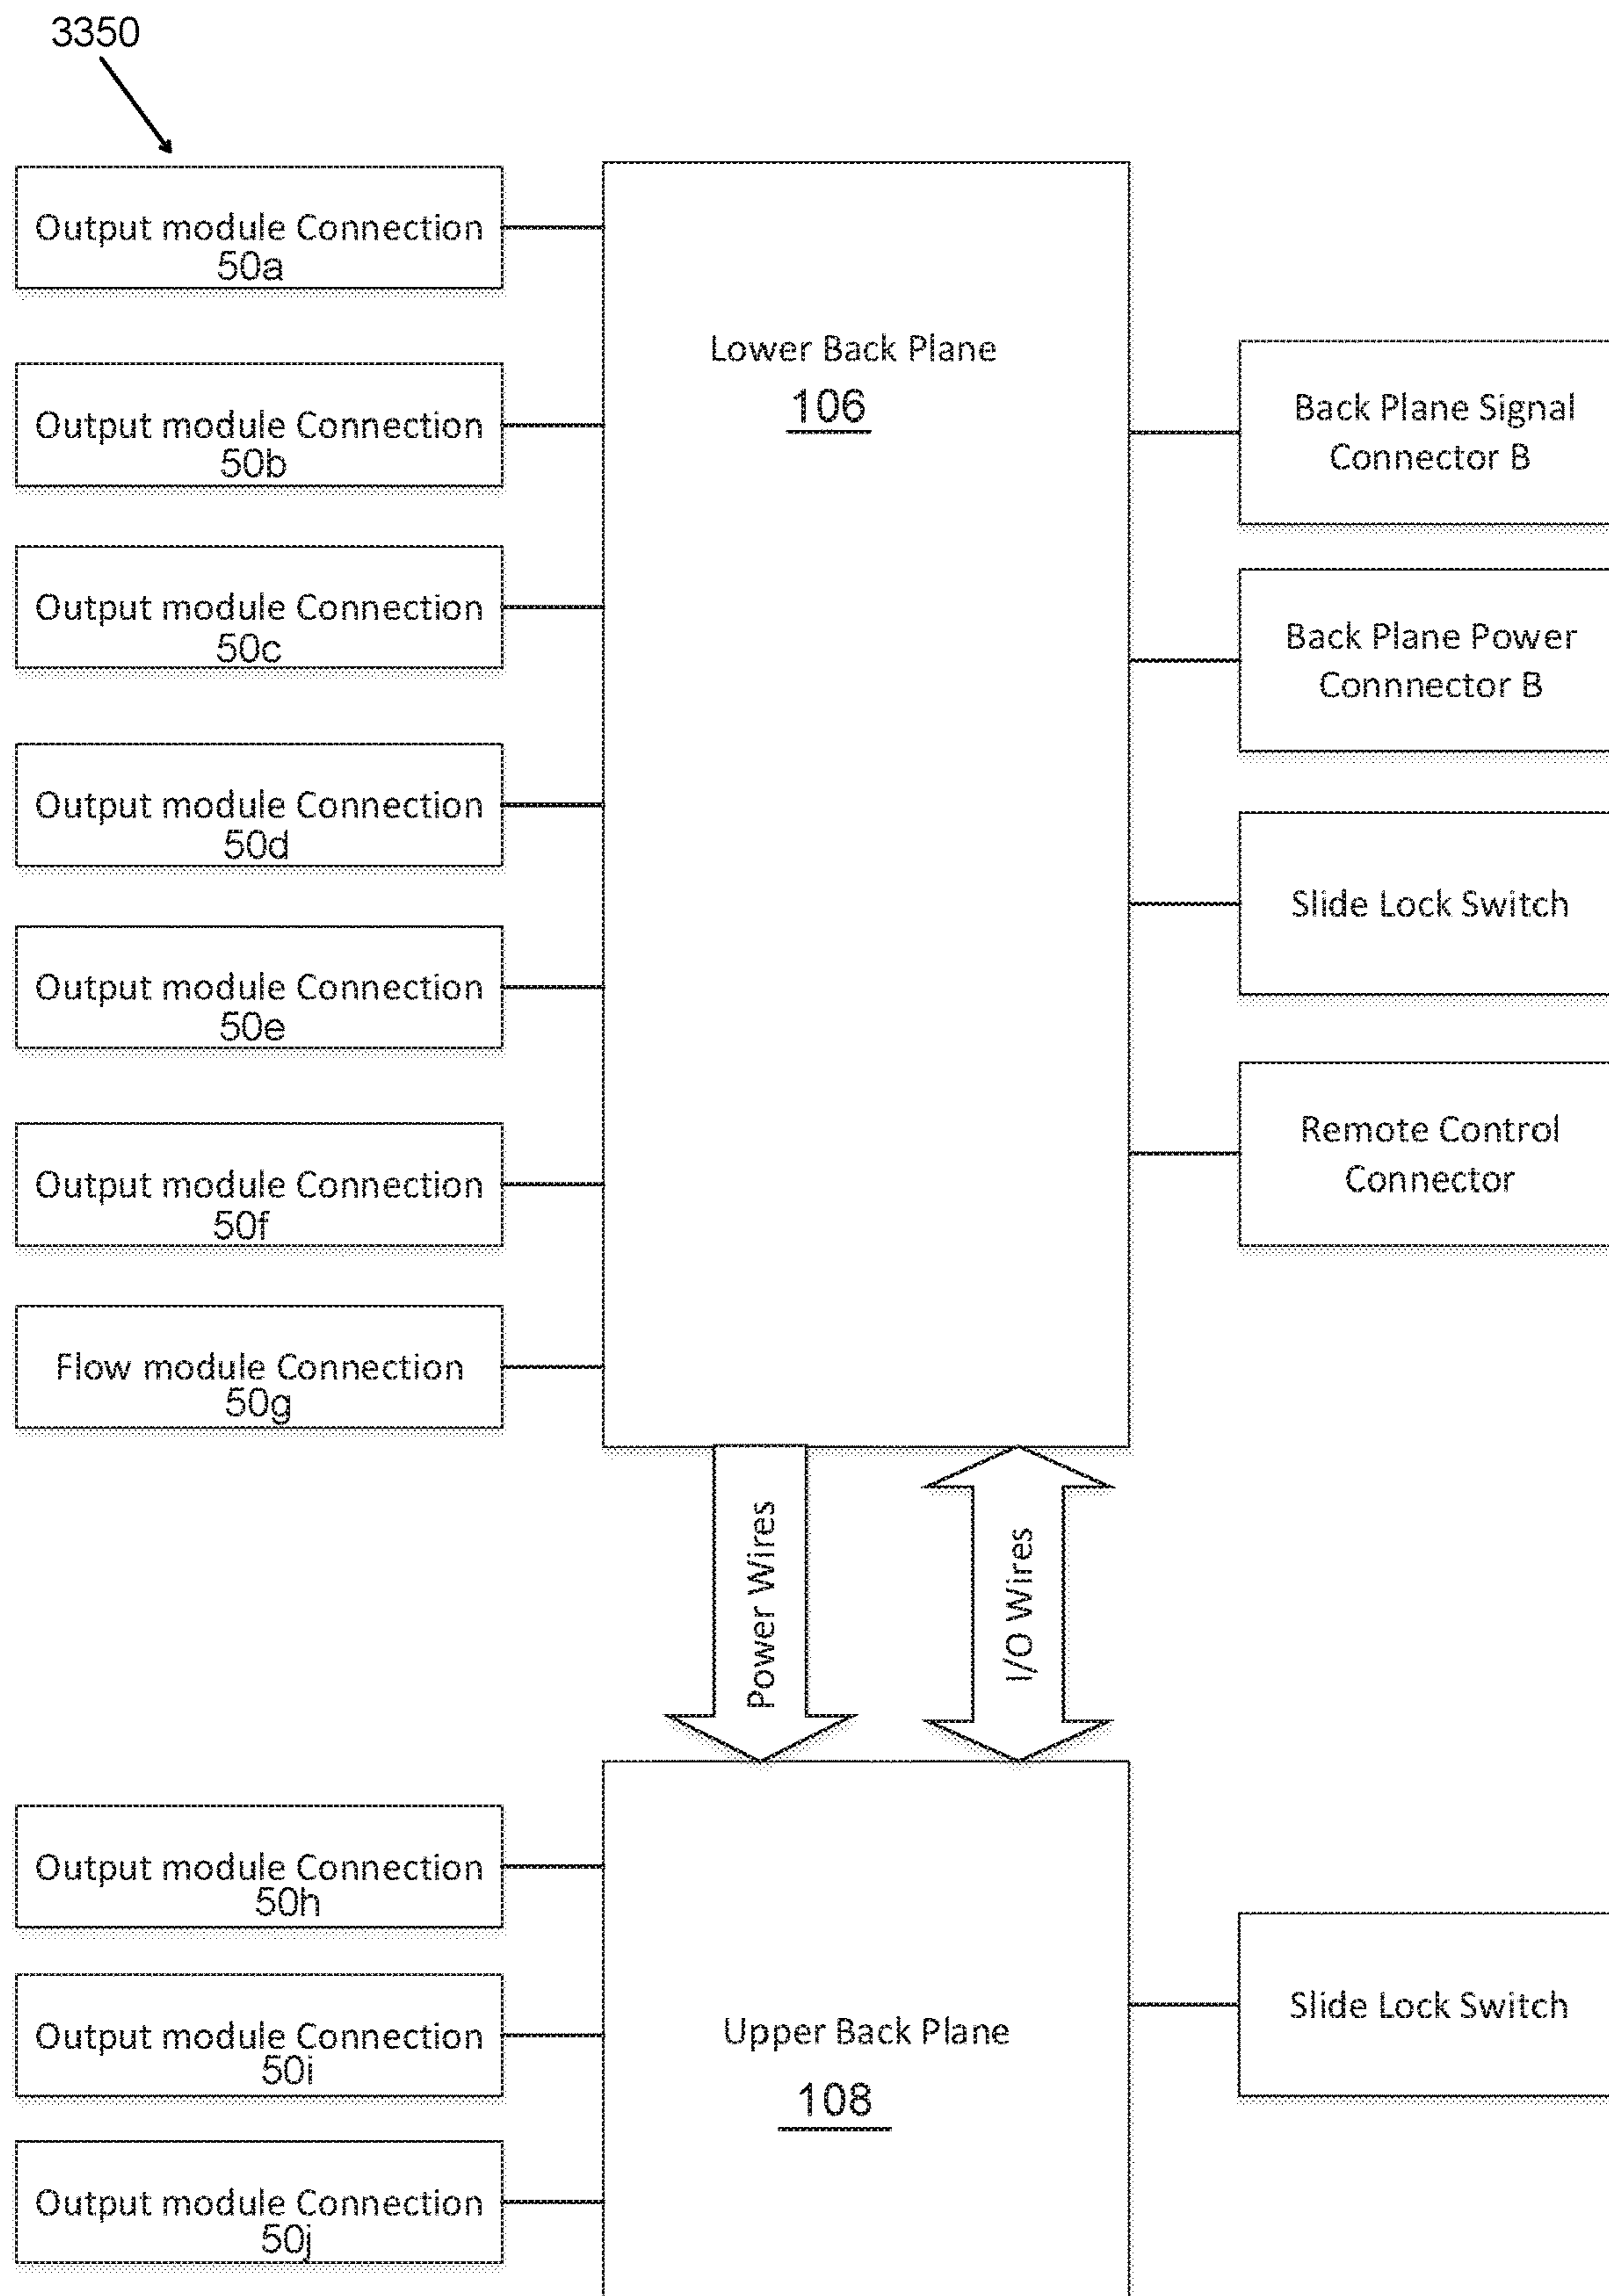 3350
Output module Connection
50a
Output module Connection
50b
Output module Connection
50c
Output module Connection
50d
Output module Connection
50e
Output module Connection
50f
Flow module Connection
50g
Lower Back Plane
106
Back Plane Signal
Connector B
Back Plane Power
Connnector B
Slide Lock Switch
Remote Control
Connector
Power Wires
I/O Wires
Output module Connection
50h
Output module Connection
50i
Output module Connection
50j
Upper Back Plane
108
Slide Lock Switch